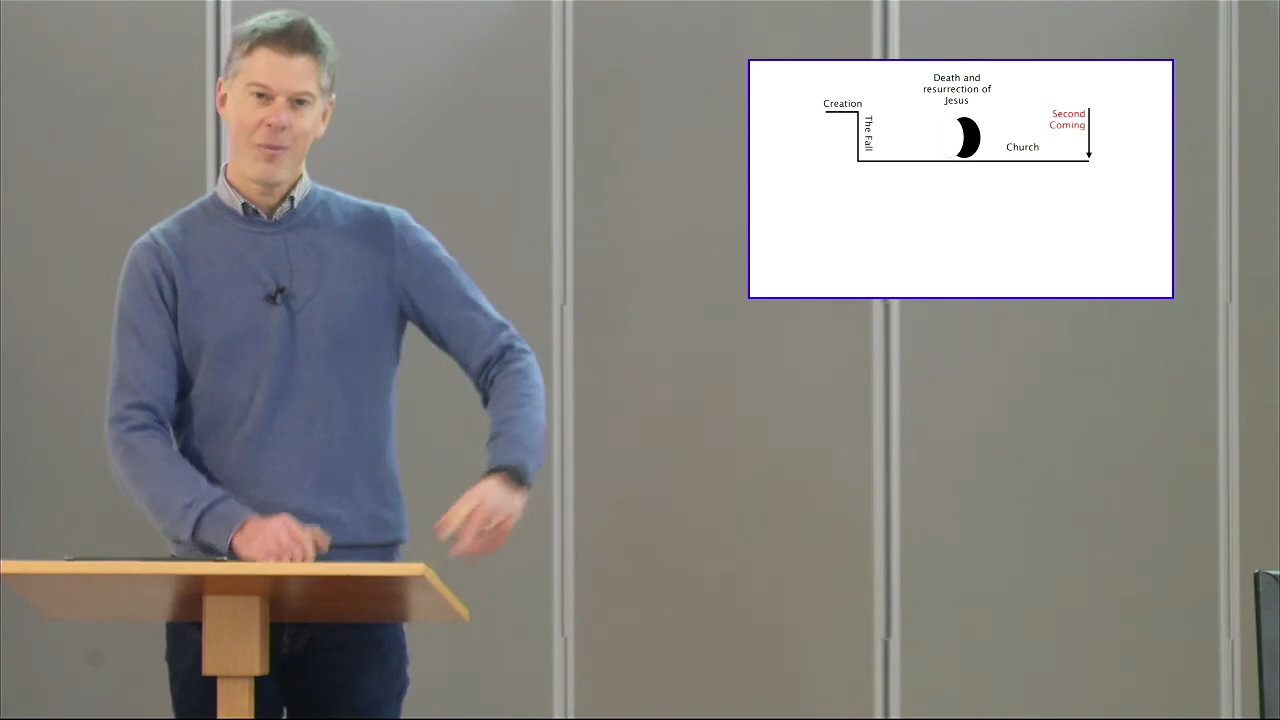 Death and
resurrection of
Jesus
Creation
The Fall
Second
Coming
Church